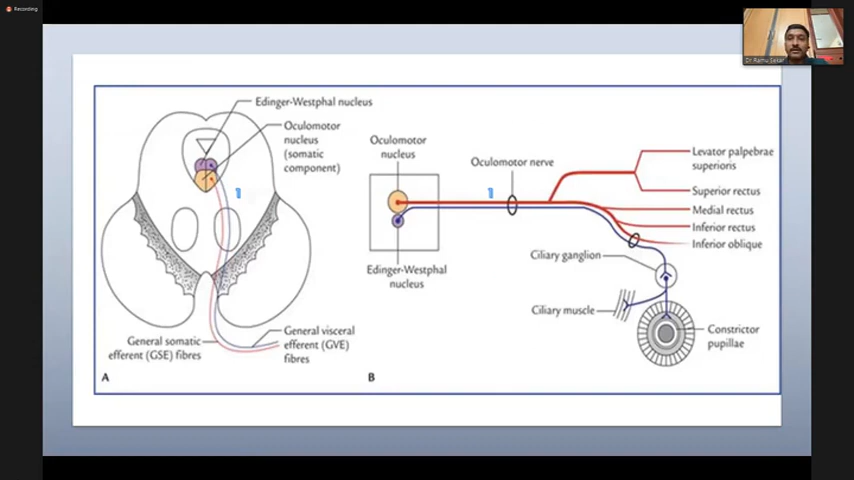 Recording
Dr Ramu Sekar
Edinger-Westphal nucleus
Oculomotor
nucleus
(somatic
component)
1
General somatic
efferent (GSE) fibres
General visceral
efferent (GVE)
fibres
A
Oculomotor
nucleus
Oculomotor nerve
1
Levator palpebrae
superioris
Superior rectus
Medial rectus
Inferior rectus
Inferior oblique
Edinger-Westphal
nucleus
Ciliary ganglion
Ciliary muscle
Constrictor
pupillae
B